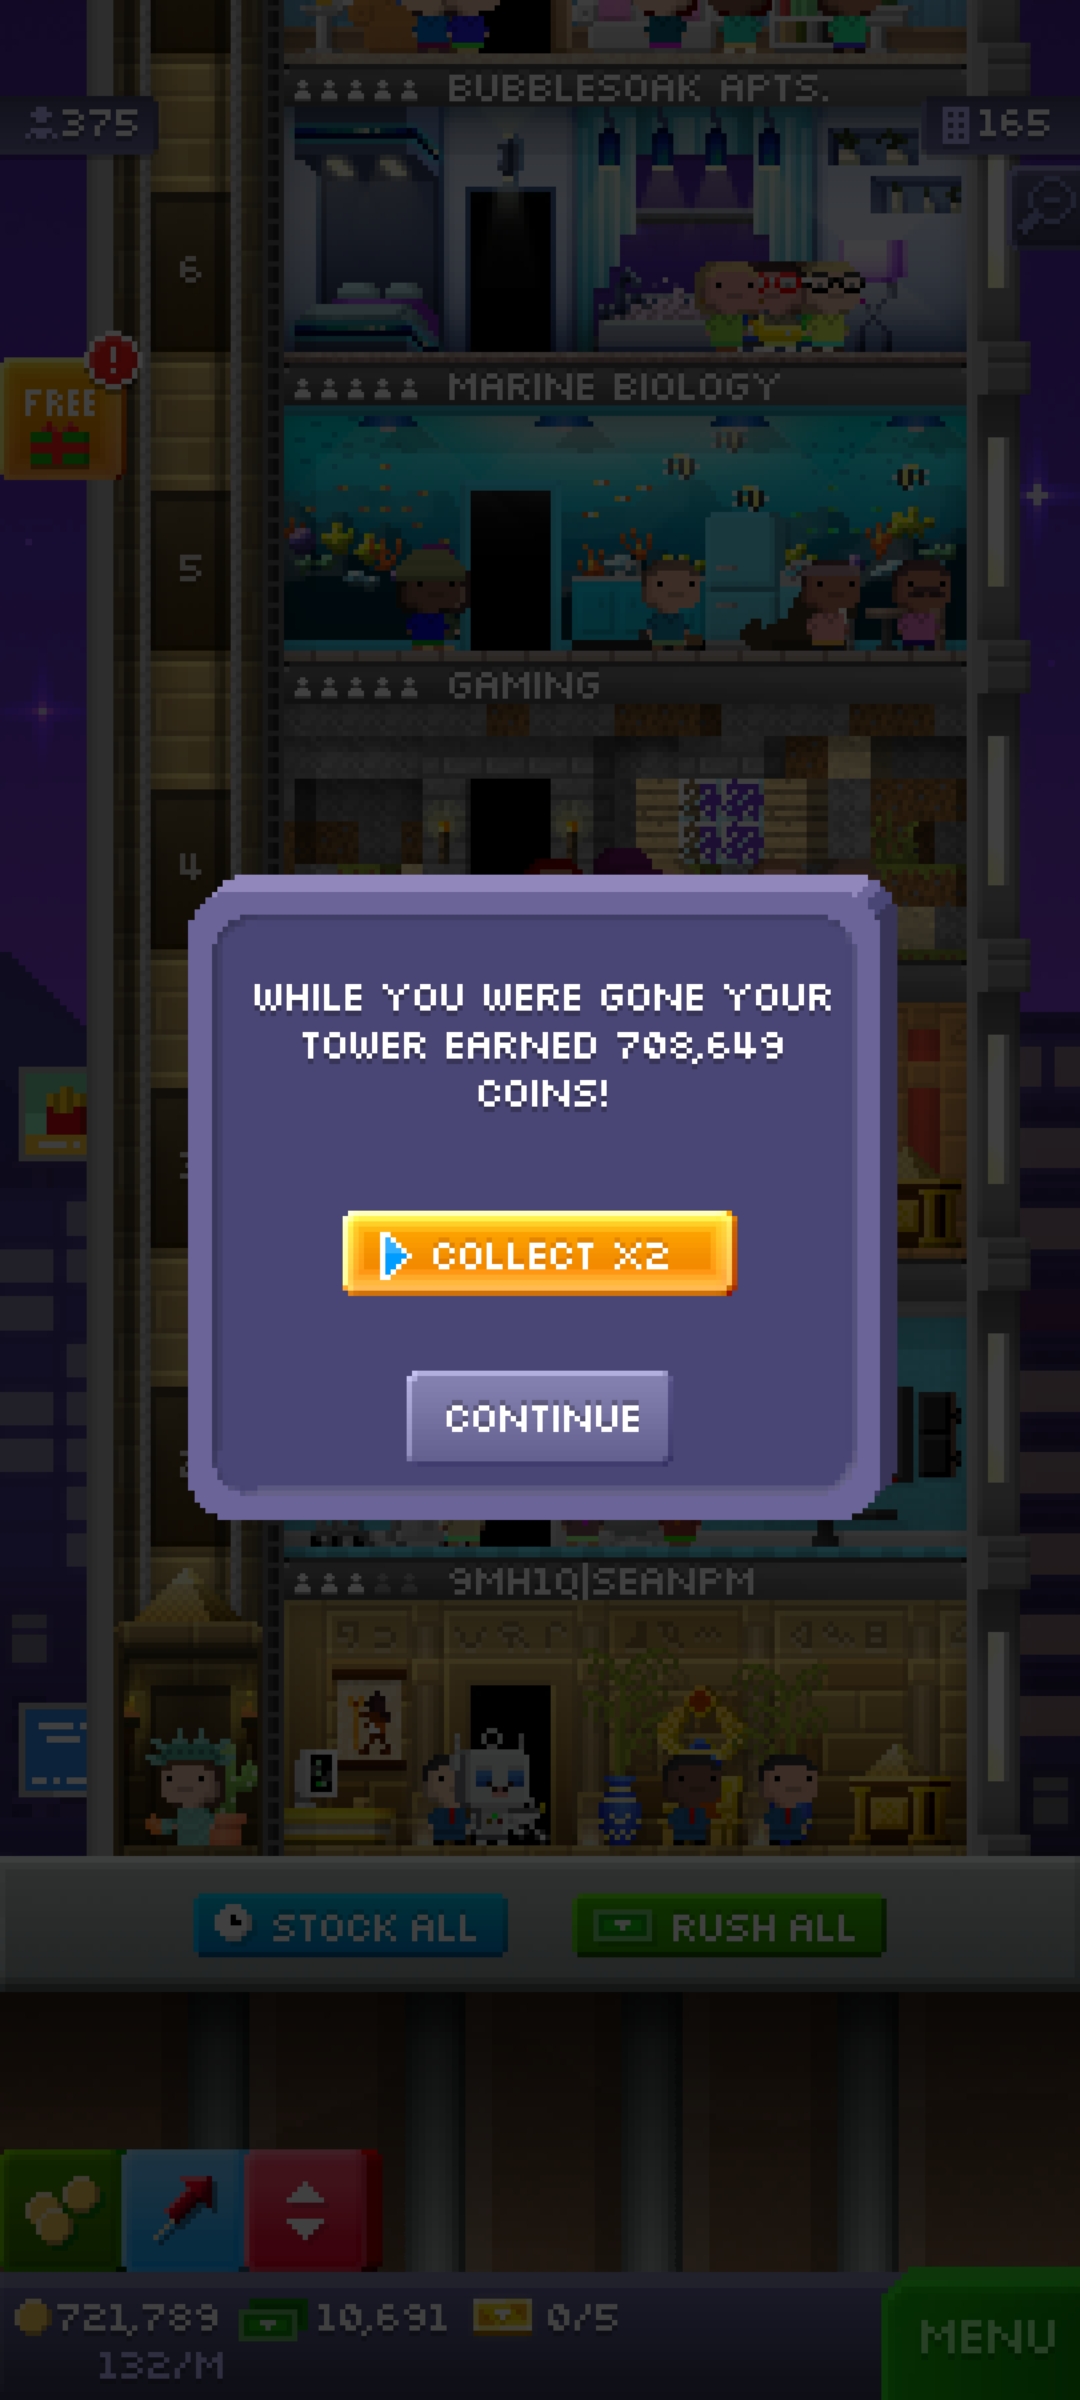 BUBBLESOAK APTS.
375
165
6
MARINE BIOLOGY
FREE
!
5
GAMING
4
WHILE YOU WERE GONE YOUR
TOWER EARNED 708,649
COINS!
COLLECT X2
CONTINUE
9MH1Q|SEANPM
STOCK ALL
RUSH ALL
721,789
10,691
0/5
132/M
MENU